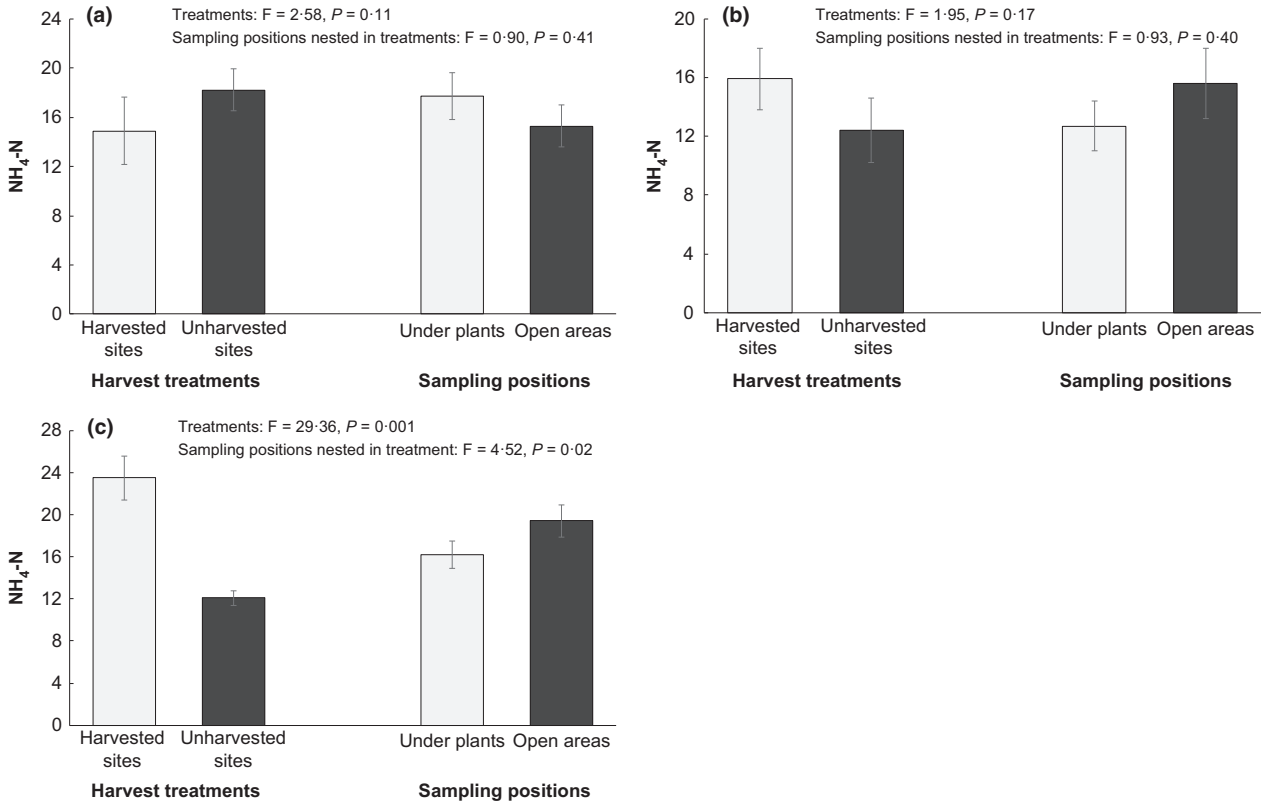 (a)
Treatments: F = 2·58, P = 0·11
Sampling positions nested in treatments: F = 0·90, P = 0·41
24
20
16
12
8
4
0
NH4-N
Harvested sites
Unharvested sites
Under plants
Open areas
Harvest treatments
Sampling positions
(b)
Treatments: F = 1·95, P = 0·17
Sampling positions nested in treatments: F = 0·93, P = 0·40
20
16
12
8
4
0
NH4-N
Harvested sites
Unharvested sites
Under plants
Open areas
Harvest treatments
Sampling positions
(c)
Treatments: F = 29·36, P = 0·001
Sampling positions nested in treatment: F = 4·52, P = 0·02
28
24
20
16
12
8
4
0
NH4-N
Harvested sites
Unharvested sites
Under plants
Open areas
Harvest treatments
Sampling positions